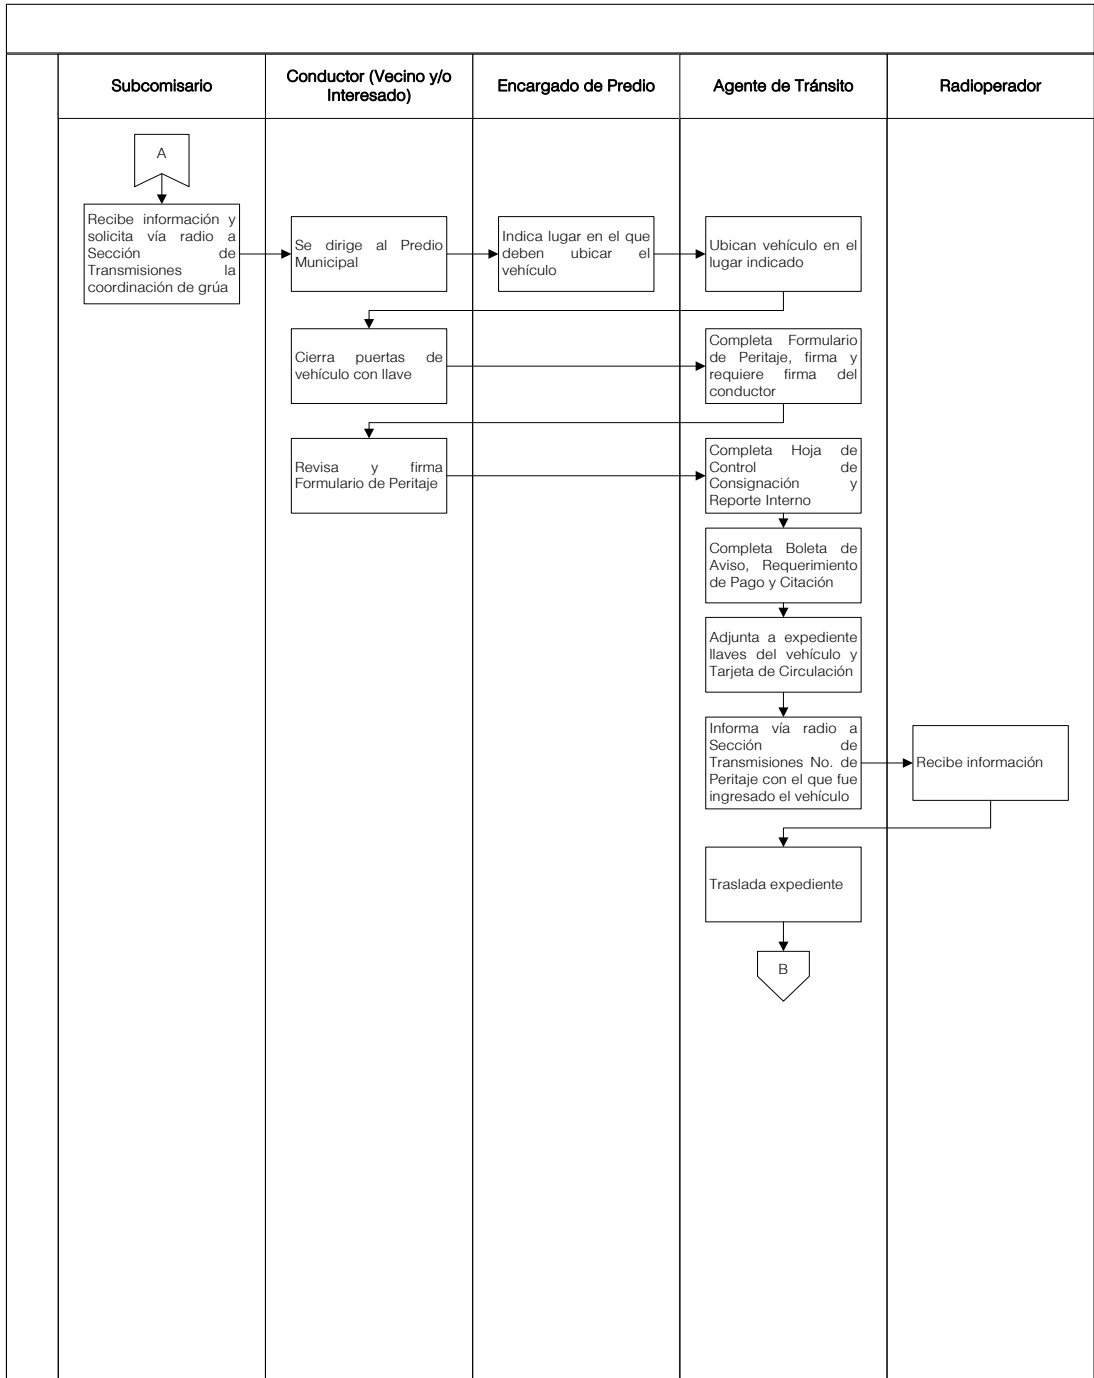 Subcomisario
Conductor (Vecino y/o
Interesado)
Encargado de Predio
Agente de Tránsito
Radioperador
A
Recibe información y
solicita vía radio a
Sección de
Transmisiones la
coordinación de grúa
Se dirige al Predio
Municipal
Indica lugar en el que
deben ubicar el
vehículo
Ubican vehículo en el
lugar indicado
Cierra puertas de
vehículo con llave
Completa Formulario
de Peritaje, firma y
requiere firma del
conductor
Revisa y firma
Formulario de Peritaje
Completa Hoja de
Control de
Consignación y
Reporte Interno
Completa Boleta de
Aviso, Requerimiento
de Pago y Citación
Adjunta a expediente
llaves del vehículo y
Tarjeta de Circulación
Informa vía radio a
Sección de
Transmisiones No. de
Peritaje con el que fue
ingresado el vehículo
Recibe información
Traslada expediente
B